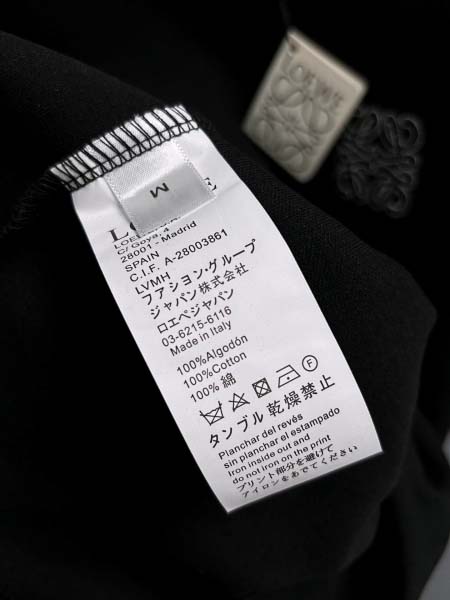 LOEWE
M
LOEWE S.A.
C/ Goya, 4
28001 - Madrid
SPAIN
C.I.F. A-28003861
LVMH
ファション・グループ
ジャパン株式会社
ロエベジャパン
03-6215-6116
Made in Italy
100%Algodón
100%Cotton
100% 綿
F
タンブル乾燥禁止
Planchar del revés
sin planchar el estampado
Iron inside out and
do not iron on the print
プリント部分を避けて
アイロンをあてください